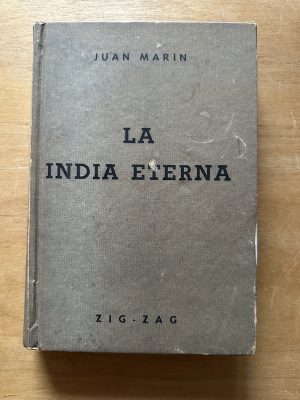 JUAN MARIN
LA
INDIA ETERNA
ZIG-ZAG